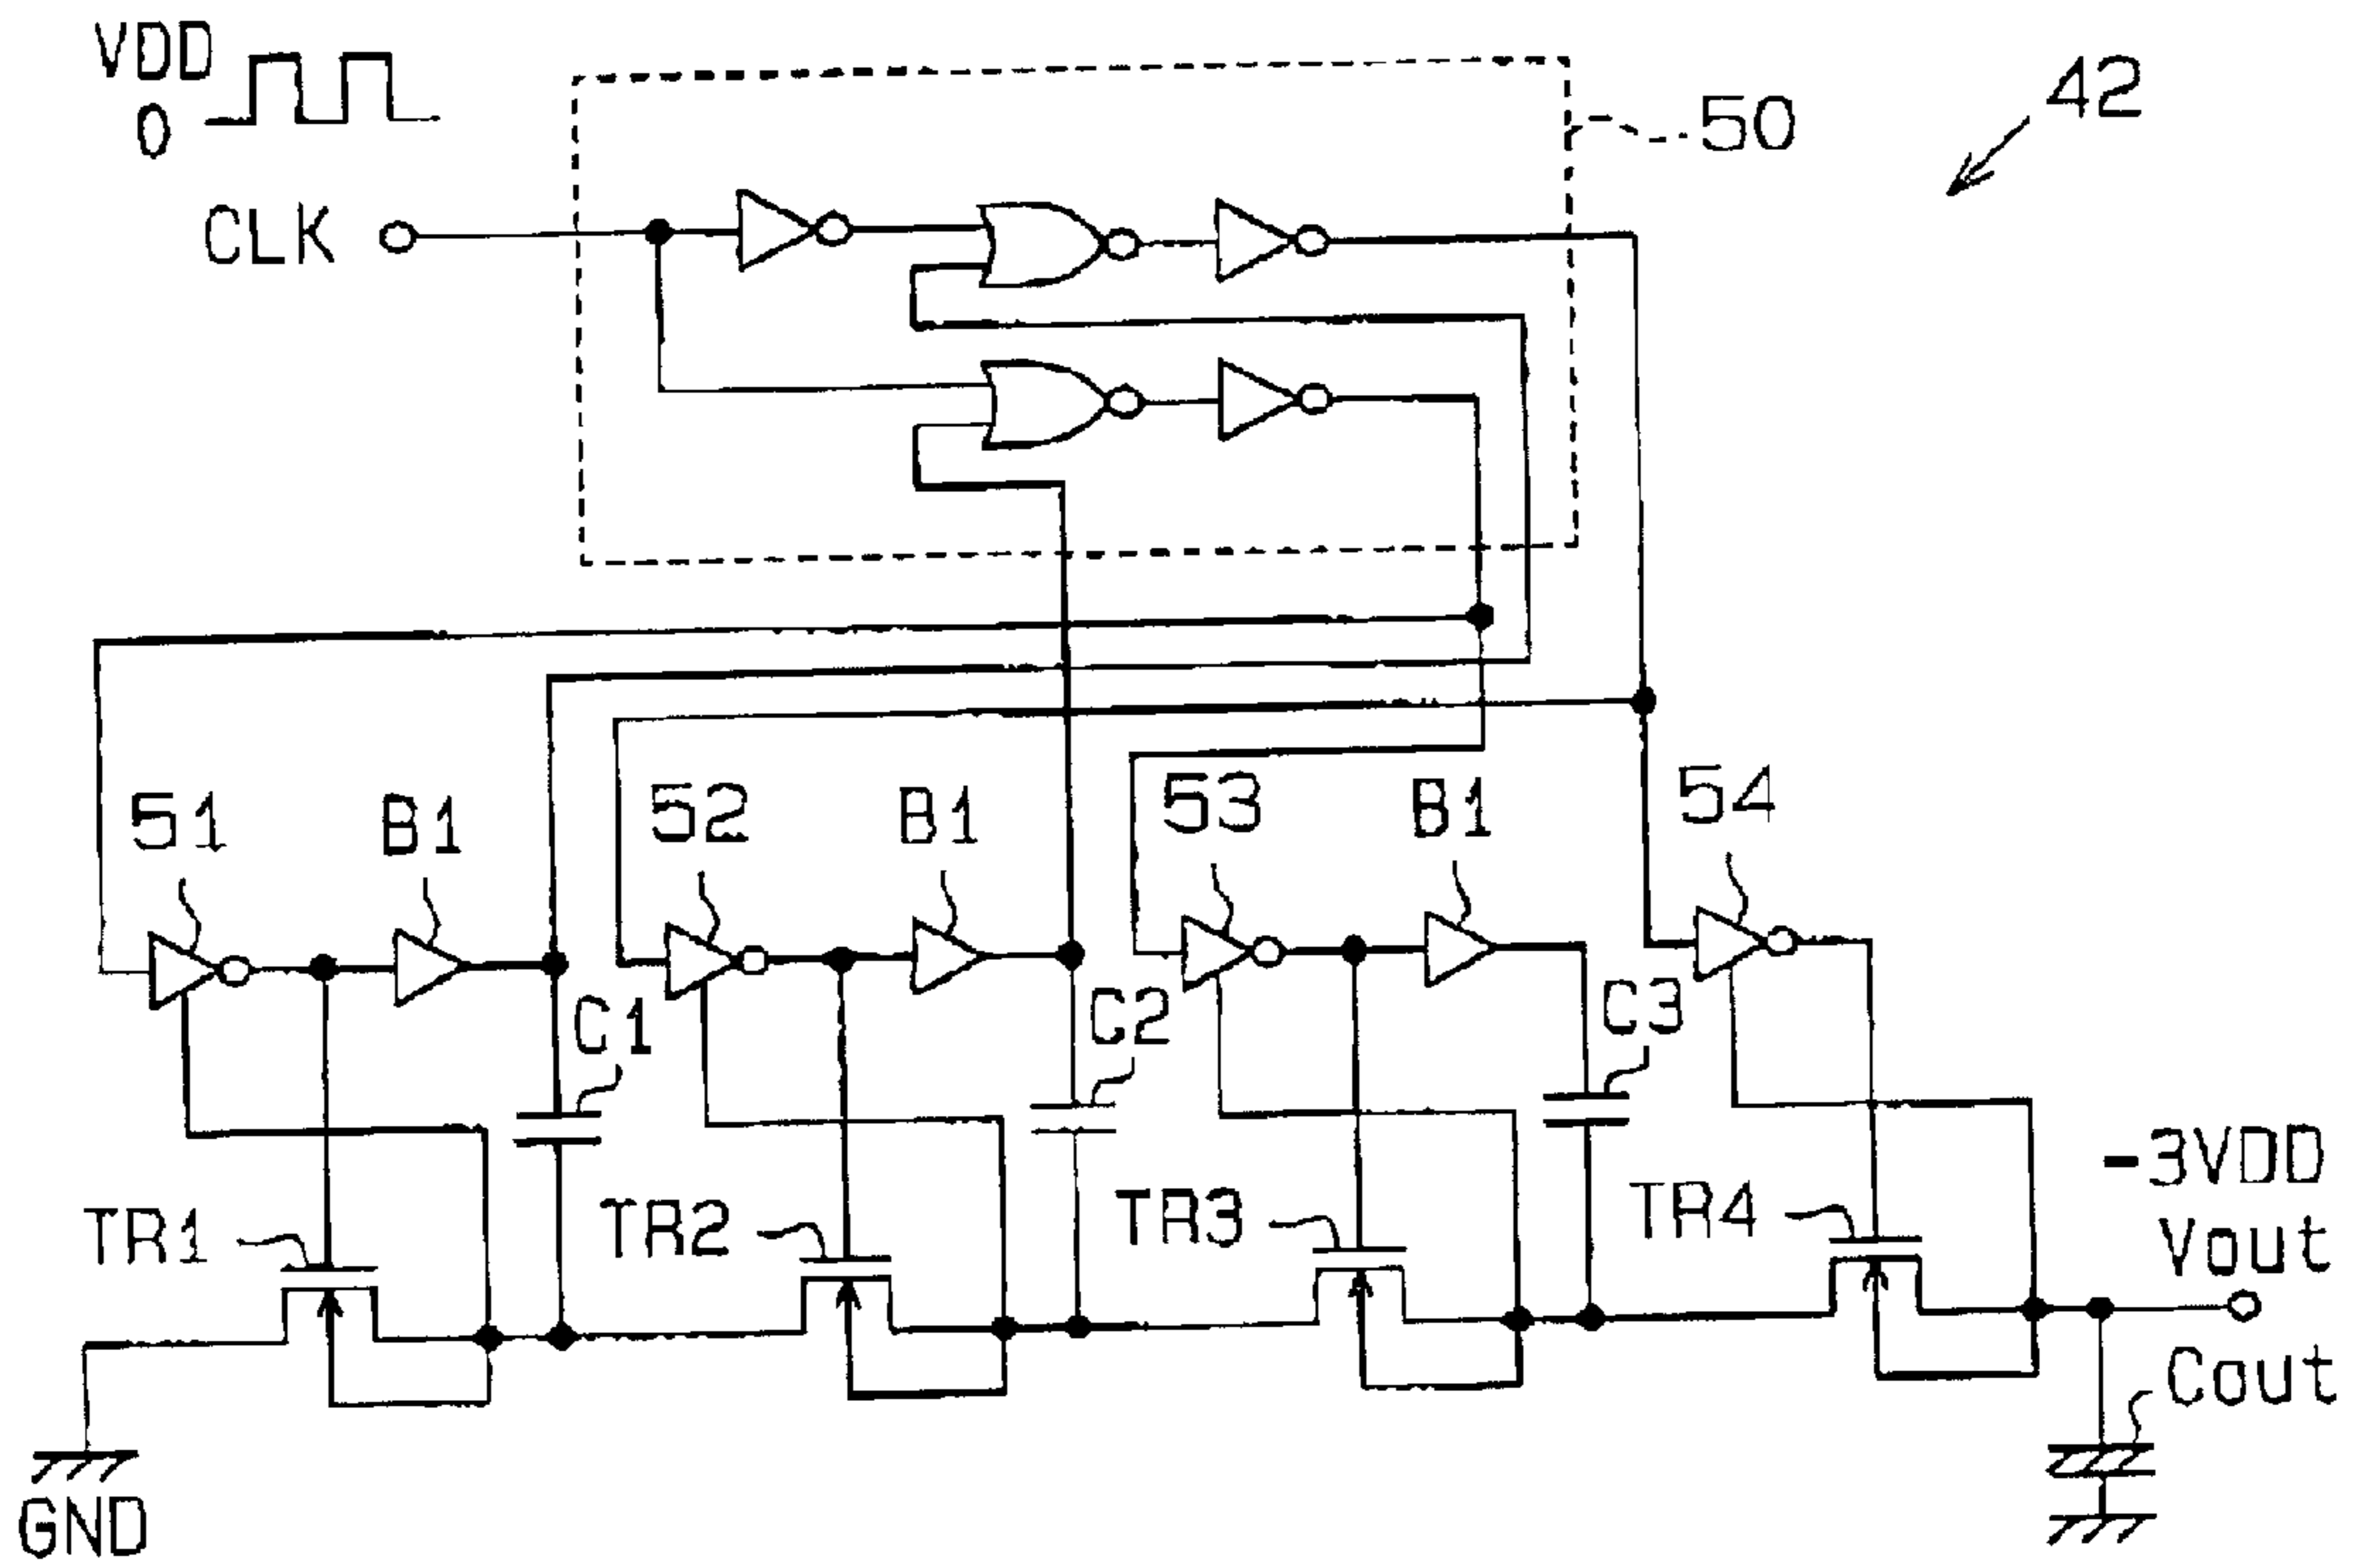 VDD
0
CLK
50
42
51
B1
52
B1
53
B1
54
C1
C2
C3
TR1
TR2
TR3
TR4
-3VDD
Vout
Cout
GND